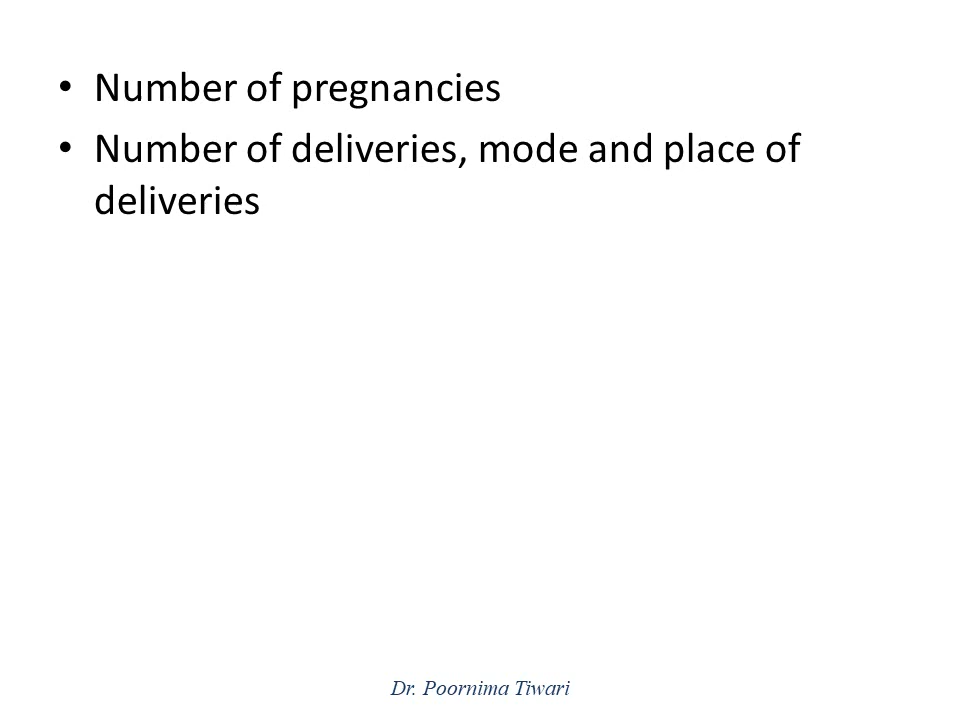 • Number of pregnancies
• Number of deliveries, mode and place of
deliveries
Dr. Poornima Tiwari